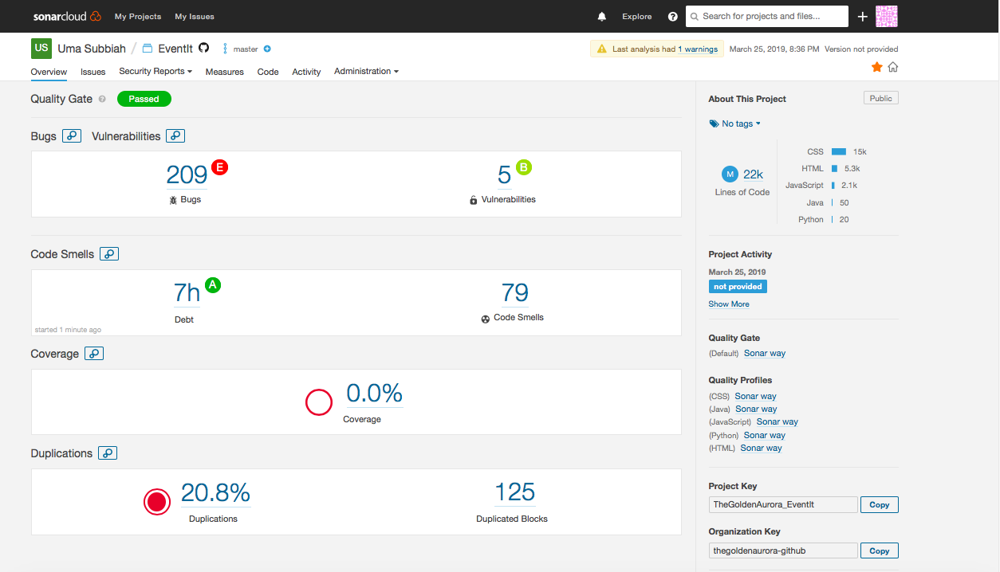 sonarcloud My Projects My Issues Explore ? Search for projects and files...
US Uma Subbiah / EventIt master
Last analysis had 1 warnings March 25, 2019, 8:36 PM Version not provided
Overview Issues Security Reports Measures Code Activity Administration
Quality Gate ? Passed
Bugs Vulnerabilities
209 E
Bugs
5 B
Vulnerabilities
Code Smells
7h A
Debt
79
Code Smells
started 1 minute ago
Coverage
0.0%
Coverage
Duplications
20.8%
Duplications
125
Duplicated Blocks
About This Project Public
No tags
M 22k
Lines of Code
CSS 15k
HTML 5.3k
JavaScript 2.1k
Java 50
Python 20
Project Activity
March 25, 2019
not provided
Show More
Quality Gate
(Default) Sonar way
Quality Profiles
(CSS) Sonar way
(Java) Sonar way
(JavaScript) Sonar way
(Python) Sonar way
(HTML) Sonar way
Project Key
TheGoldenAurora_EventIt Copy
Organization Key
thegoldenaurora-github Copy